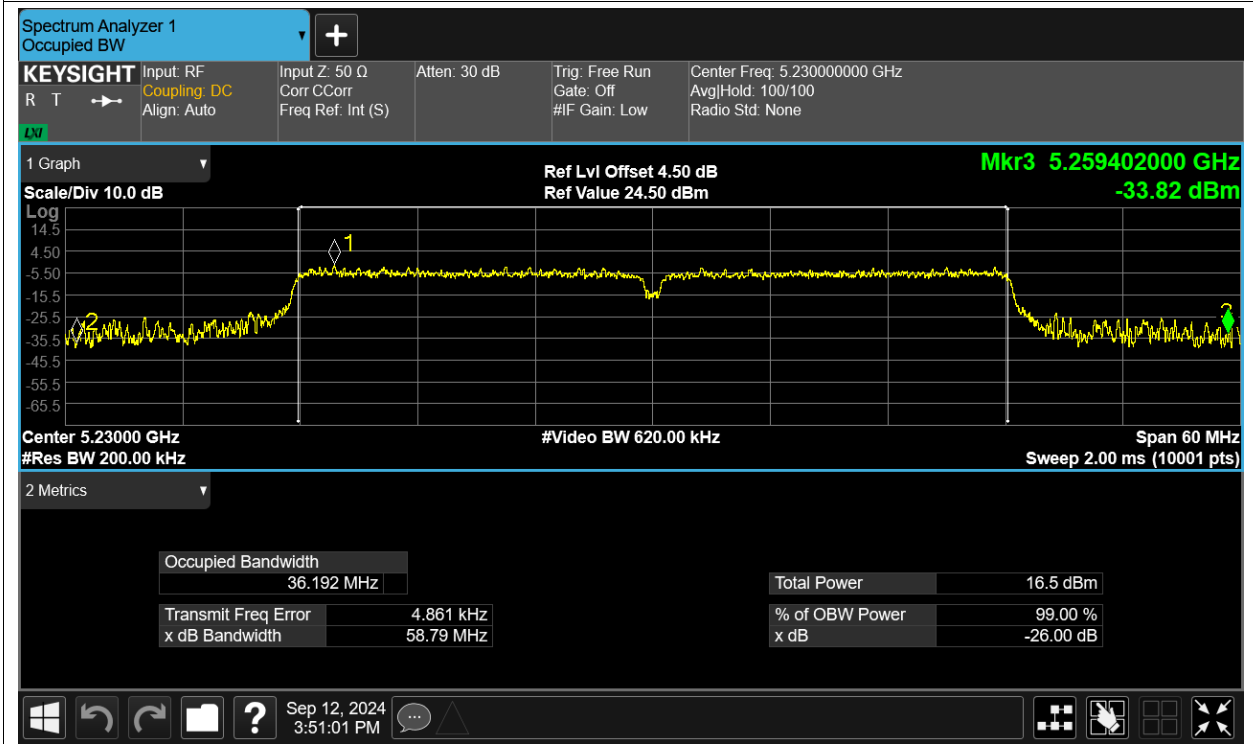 Spectrum Analyzer 1
Occupied BW
KEYSIGHT
R T
LXI
Input: RF
Coupling: DC
Align: Auto
Input Z: 50 Ω
Corr CCorr
Freq Ref: Int (S)
Atten: 30 dB
Trig: Free Run
Gate: Off
#IF Gain: Low
Center Freq: 5.230000000 GHz
Avg|Hold: 100/100
Radio Std: None
1 Graph
Scale/Div 10.0 dB
Ref Lvl Offset 4.50 dB
Ref Value 24.50 dBm
Mkr3 5.259402000 GHz
-33.82 dBm
Log
14.5
4.50
-5.50
-15.5
-25.5
-35.5
-45.5
-55.5
-65.5
1
2
Center 5.23000 GHz
#Res BW 200.00 kHz
#Video BW 620.00 kHz
Span 60 MHz
Sweep 2.00 ms (10001 pts)
2 Metrics
Occupied Bandwidth
36.192 MHz
Transmit Freq Error 4.861 kHz
x dB Bandwidth 58.79 MHz
Total Power 16.5 dBm
% of OBW Power 99.00 %
x dB -26.00 dB
?
Sep 12, 2024
3:51:01 PM